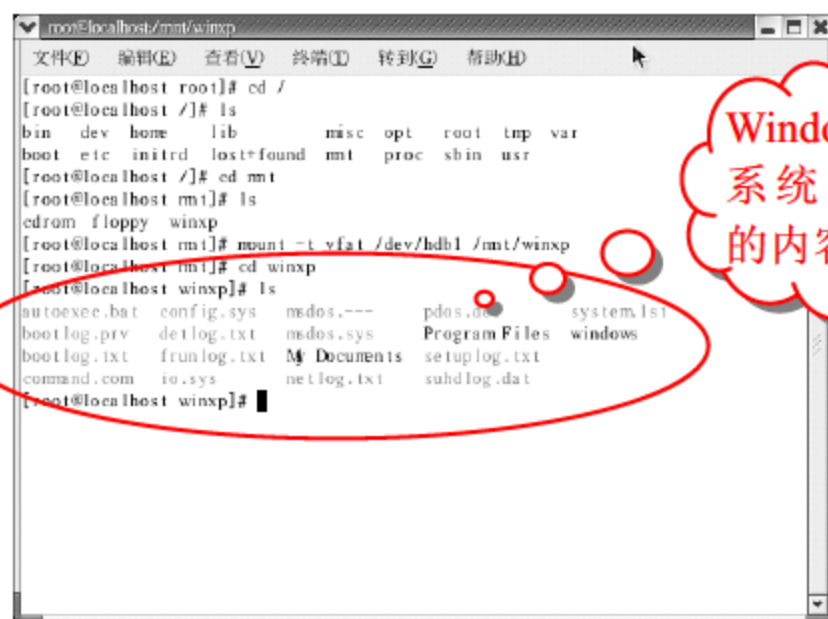 root@localhost:/mnt/winxp
文件(F) 编辑(E) 查看(V) 终端(T) 转到(G) 帮助(H)
[root@localhost root]# cd /
[root@localhost /]# ls
bin dev home lib misc opt root tmp var
boot etc initrd lost+found mnt proc sbin usr
[root@localhost /]# cd mnt
[root@localhost mnt]# ls
cdrom floppy winxp
[root@localhost mnt]# mount -t vfat /dev/hdb1 /mnt/winxp
[root@localhost mnt]# cd winxp
[root@localhost winxp]# ls
autoexec.bat config.sys msdos.--- system.1st
bootlog.prv detlog.txt msdos.sys Program Files windows
bootlog.txt frunlog.txt My Documents setuplog.txt
command.com io.sys netlog.txt suhdlog.dat
[root@localhost winxp]#
Windo
系统
的内容